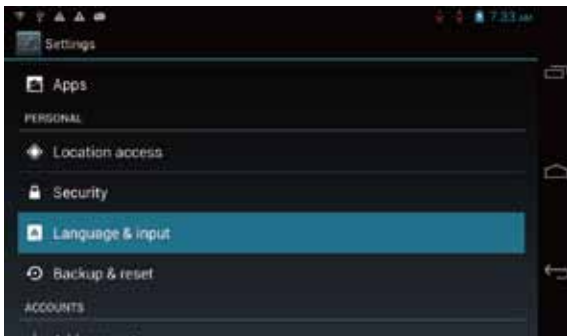 7:33 AM
Settings
Apps
PERSONAL
Location access
Security
Language & input
Backup & reset
ACCOUNTS